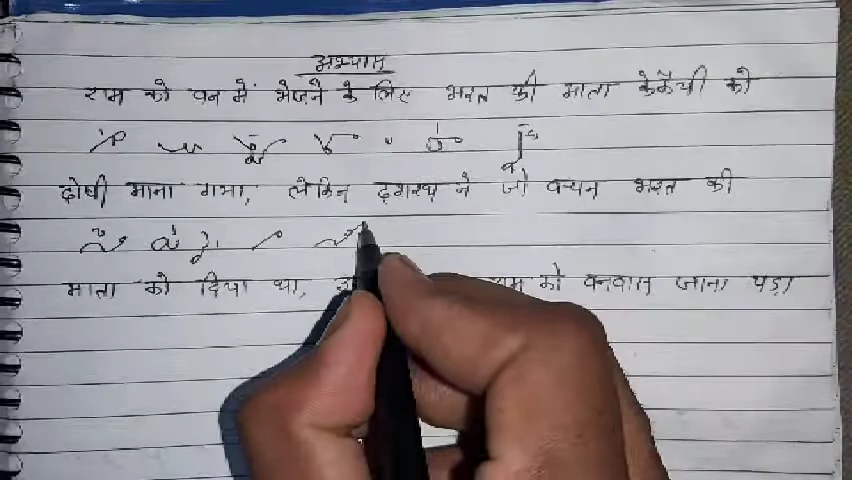 अभ्यास
राम को वन में भेजने के लिए भरत की माता केकैयी को
दोषी माना गया, लेकिन दशरथ ने जो वचन भरत की
माता को दिया था, राम को वनवास जाना पड़ा